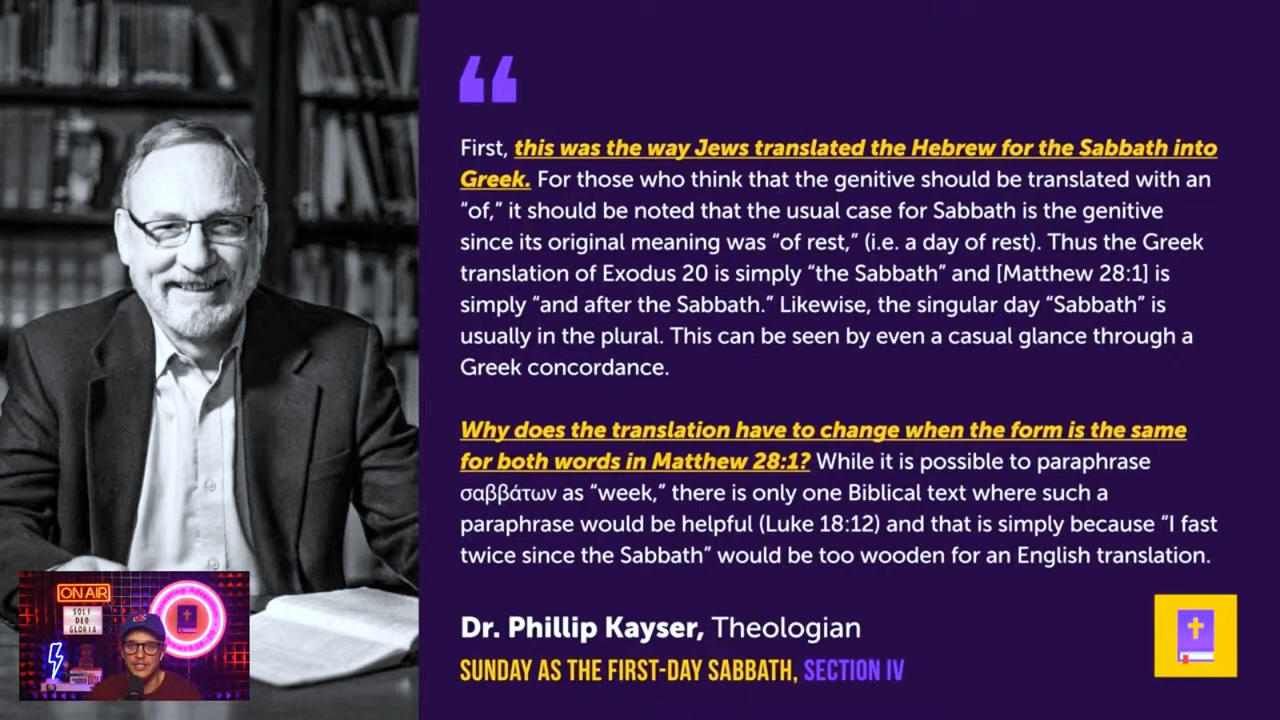 First, this was the way Jews translated the Hebrew for the Sabbath into
Greek. For those who think that the genitive should be translated with an
“of,” it should be noted that the usual case for Sabbath is the genitive
since its original meaning was “of rest,” (i.e. a day of rest). Thus the Greek
translation of Exodus 20 is simply “the Sabbath” and [Matthew 28:1] is
simply “and after the Sabbath.” Likewise, the singular day “Sabbath” is
usually in the plural. This can be seen by even a casual glance through a
Greek concordance.
Why does the translation have to change when the form is the same
for both words in Matthew 28:1? While it is possible to paraphrase
σαββάτων as “week,” there is only one Biblical text where such a
paraphrase would be helpful (Luke 18:12) and that is simply because “I fast
twice since the Sabbath” would be too wooden for an English translation.
Dr. Phillip Kayser, Theologian
SUNDAY AS THE FIRST-DAY SABBATH, SECTION IV
ON AIR
SOLI
DEO
GLORIA